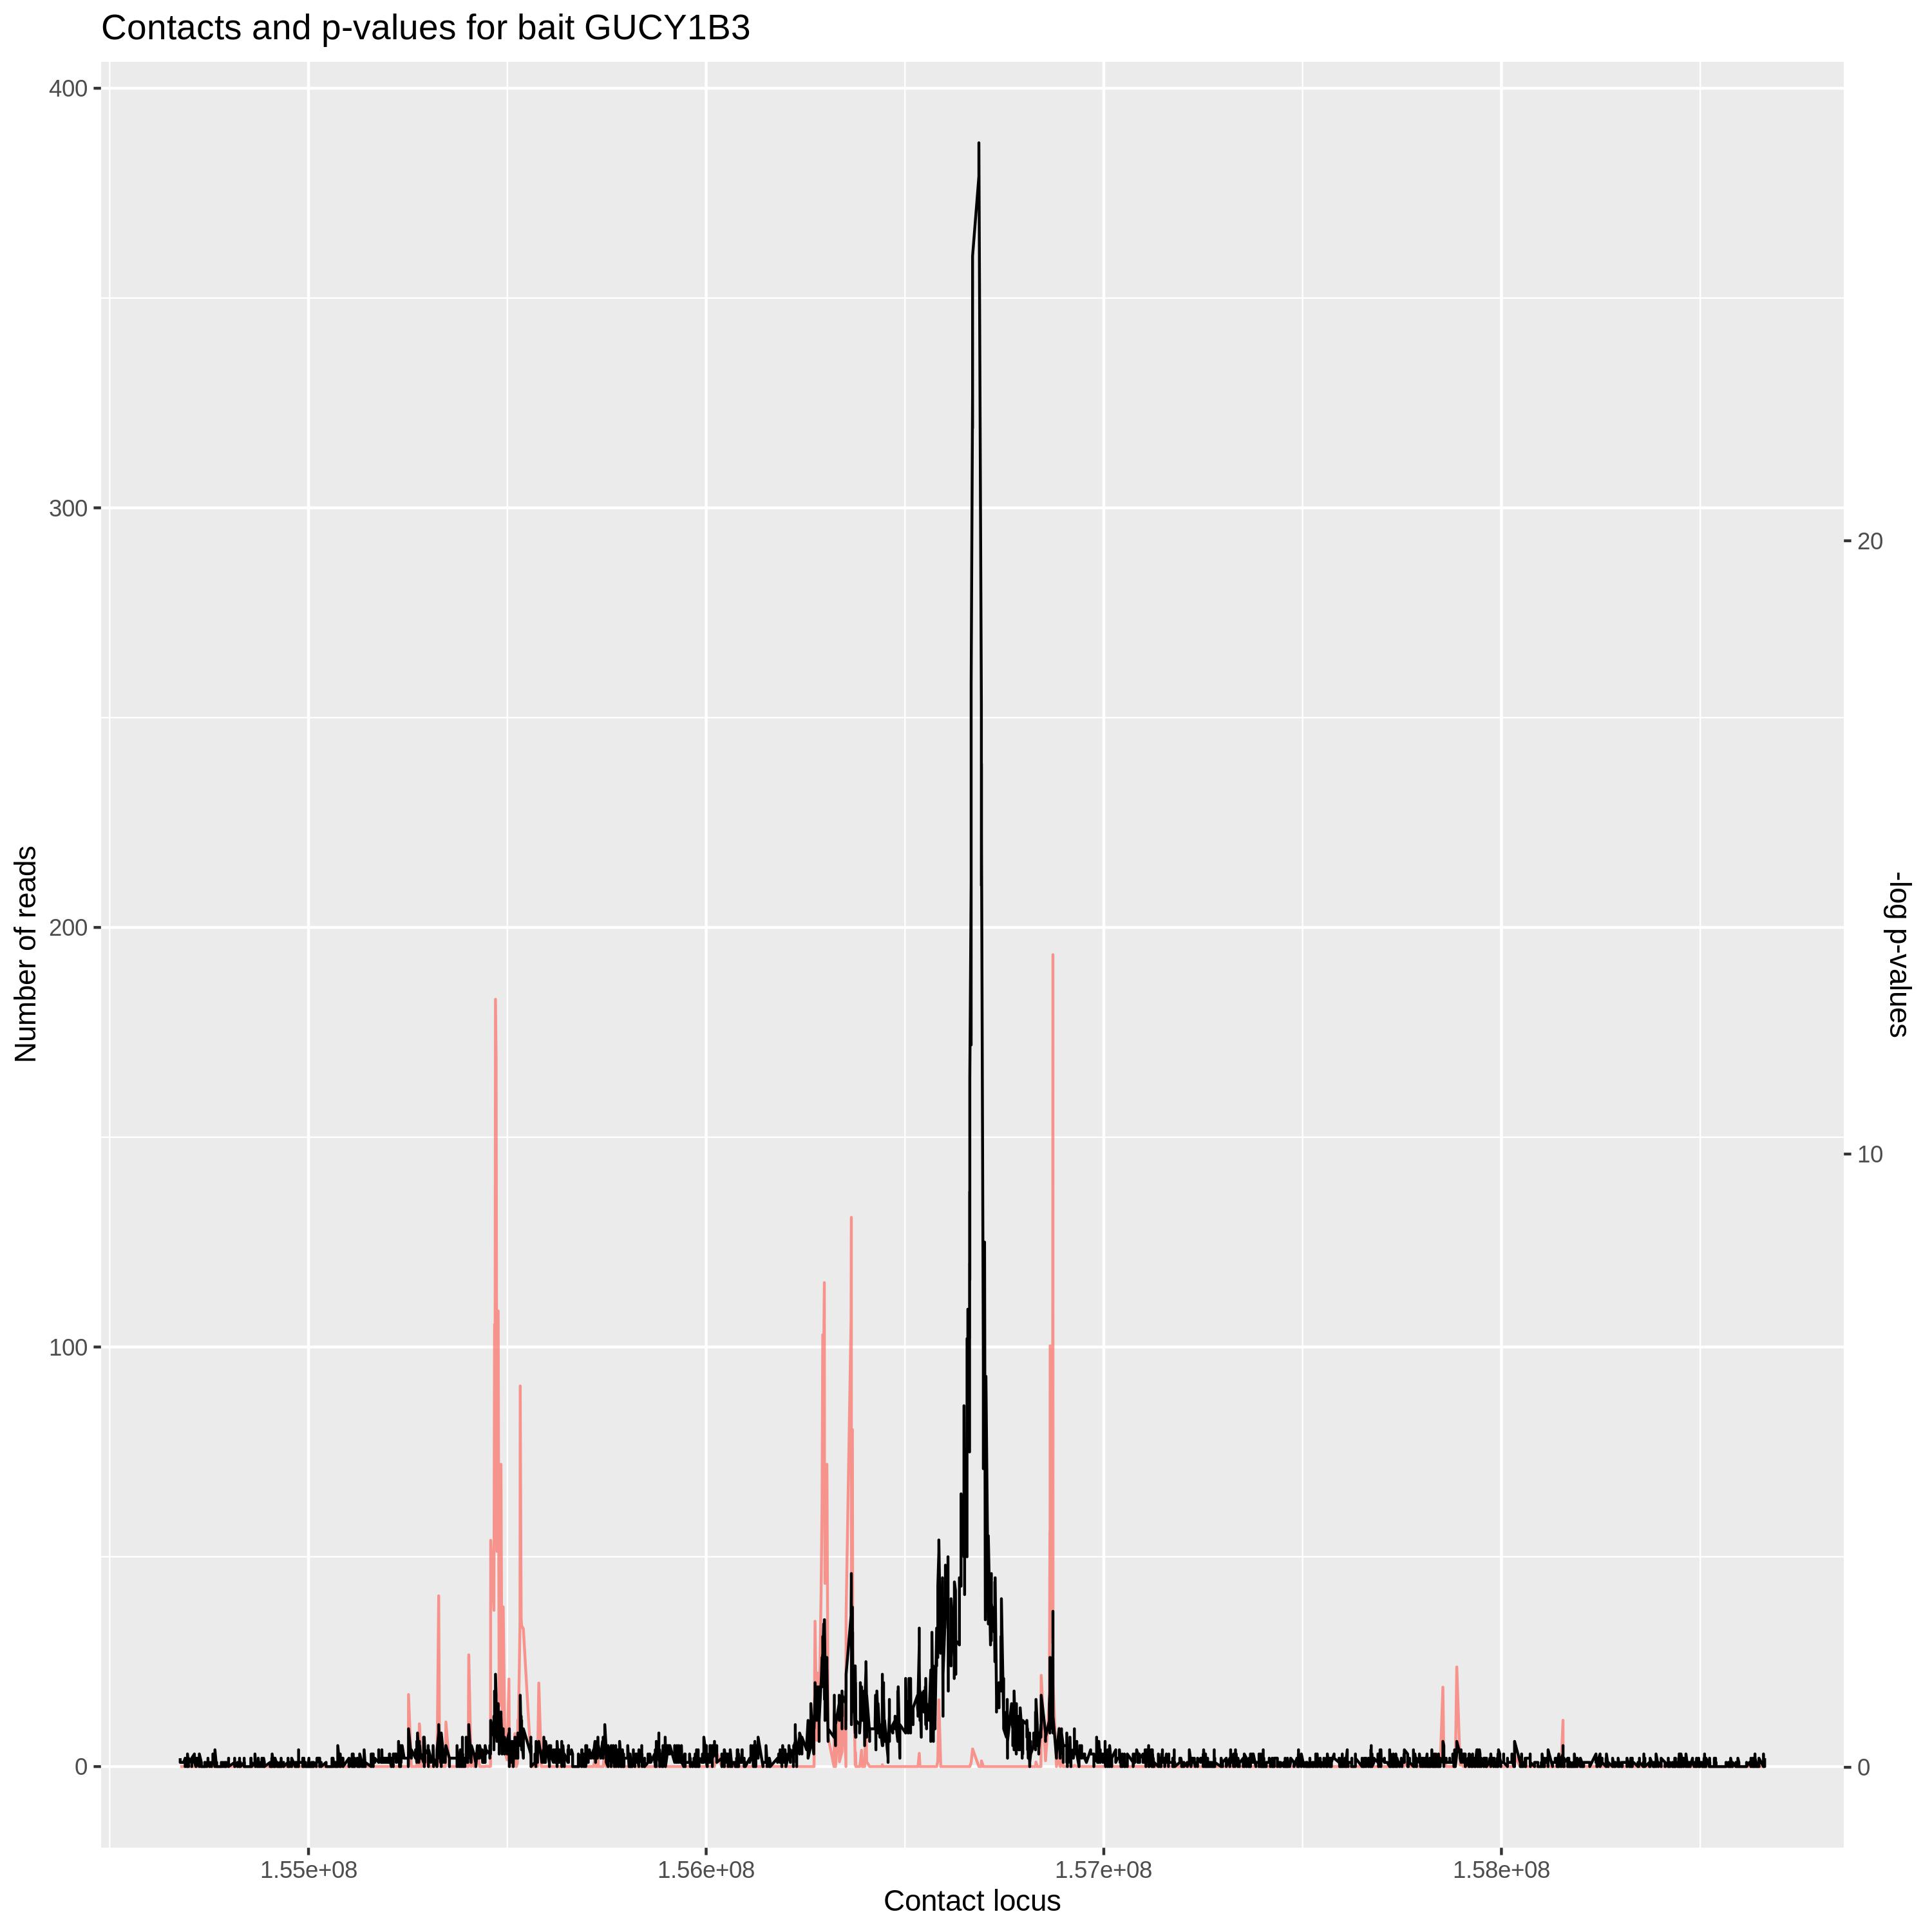 Contacts and p-values for bait GUCY1B3
400
300
200
100
0
Number of reads
20
10
0
-log p-values
1.55e+08
1.56e+08
1.57e+08
1.58e+08
Contact locus